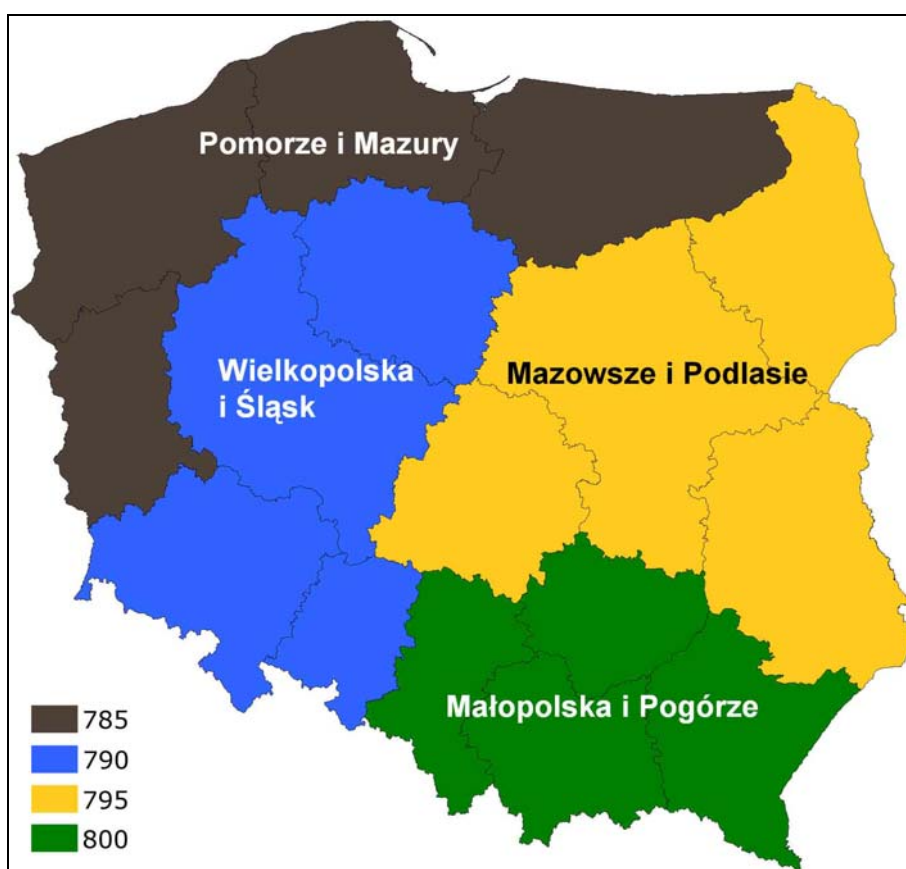 Pomorze i Mazury
Wielkopolska
i Śląsk
Mazowsze i Podlasie
Małopolska i Pogórze
785
790
795
800